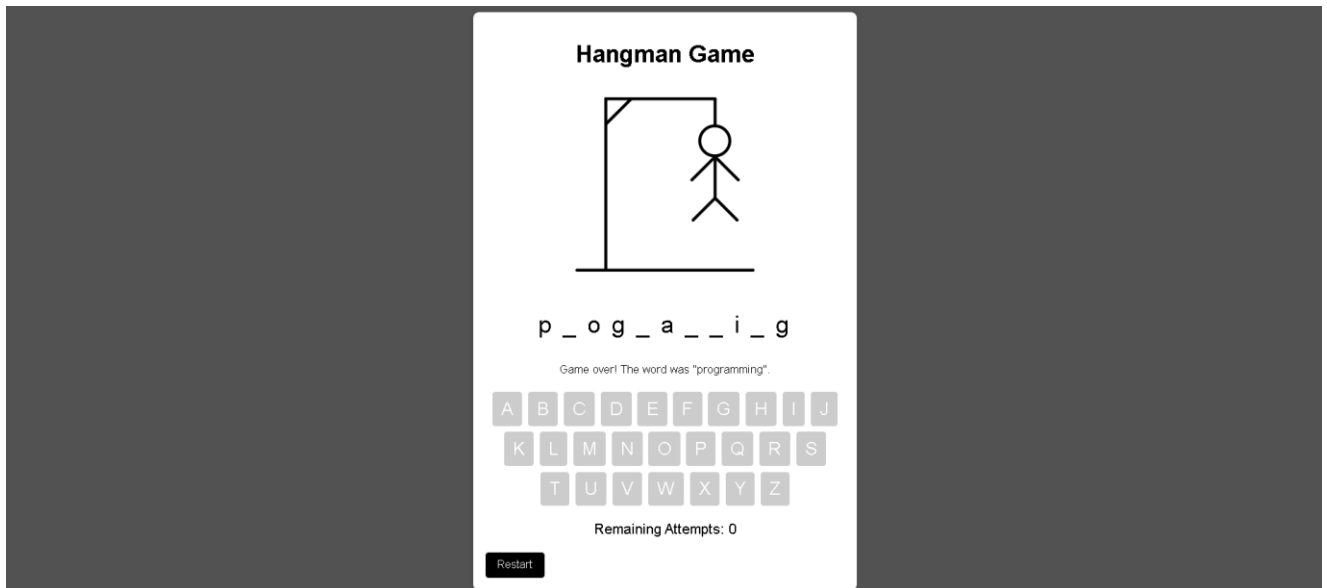 Hangman Game
p _ o g _ a _ _ i _ g
Game over! The word was "programming".
A B C D E F G H I J
K L M N O P Q R S
T U V W X Y Z
Remaining Attempts: 0
Restart